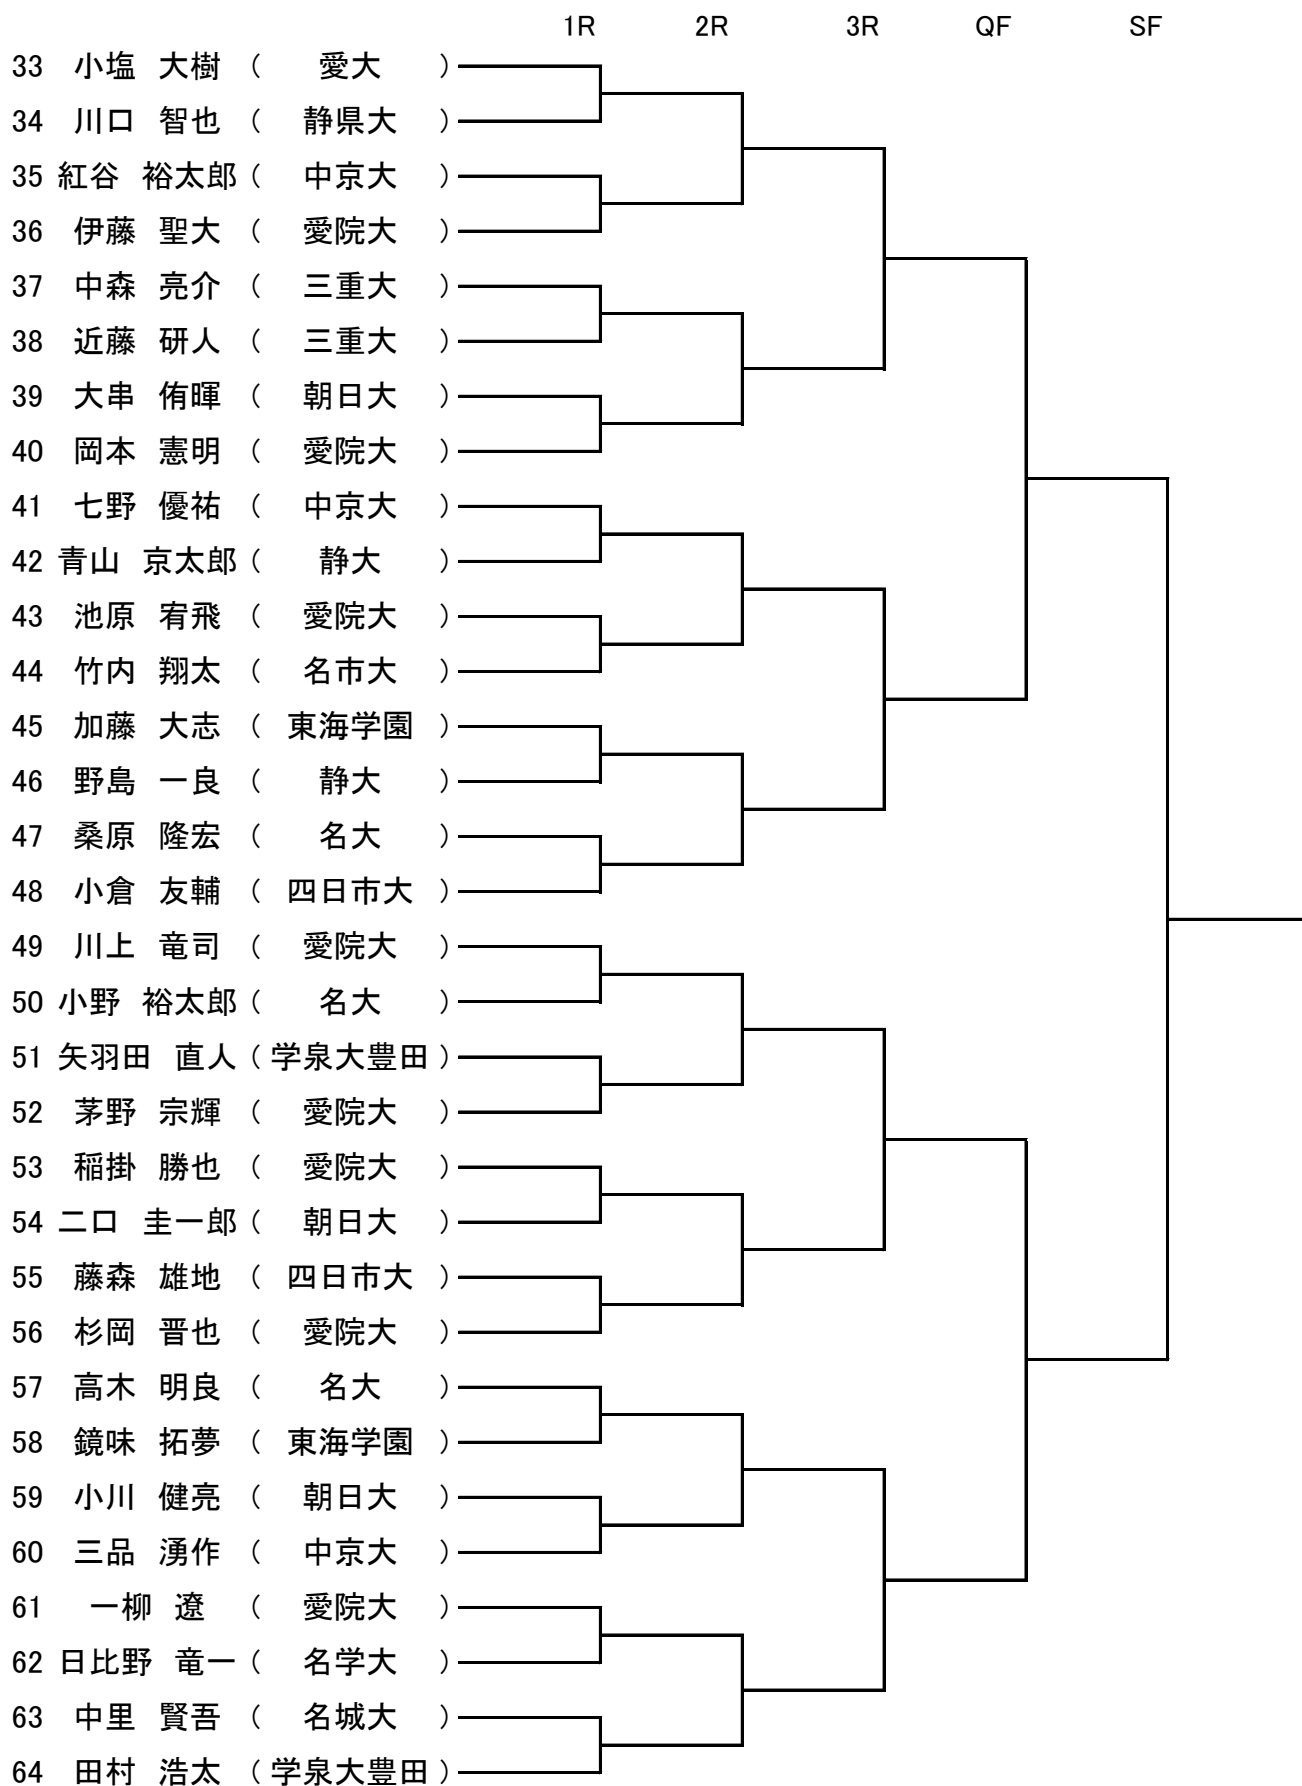 1R 2R 3R QF SF
33 小塩 大樹 ( 愛大 )
34 川口 智也 ( 静県大 )
35 紅谷 裕太郎 ( 中京大 )
36 伊藤 聖大 ( 愛院大 )
37 中森 亮介 ( 三重大 )
38 近藤 研人 ( 三重大 )
39 大串 侑暉 ( 朝日大 )
40 岡本 憲明 ( 愛院大 )
41 七野 優祐 ( 中京大 )
42 青山 京太郎 ( 静大 )
43 池原 宥飛 ( 愛院大 )
44 竹内 翔太 ( 名市大 )
45 加藤 大志 ( 東海学園 )
46 野島 一良 ( 静大 )
47 桑原 隆宏 ( 名大 )
48 小倉 友輔 ( 四日市大 )
49 川上 竜司 ( 愛院大 )
50 小野 裕太郎 ( 名大 )
51 矢羽田 直人 ( 学泉大豊田 )
52 茅野 宗輝 ( 愛院大 )
53 稲掛 勝也 ( 愛院大 )
54 二口 圭一郎 ( 朝日大 )
55 藤森 雄地 ( 四日市大 )
56 杉岡 晋也 ( 愛院大 )
57 高木 明良 ( 名大 )
58 鏡味 拓夢 ( 東海学園 )
59 小川 健亮 ( 朝日大 )
60 三品 湧作 ( 中京大 )
61 一柳 遼 ( 愛院大 )
62 日比野 竜一 ( 名学大 )
63 中里 賢吾 ( 名城大 )
64 田村 浩太 ( 学泉大豊田 )